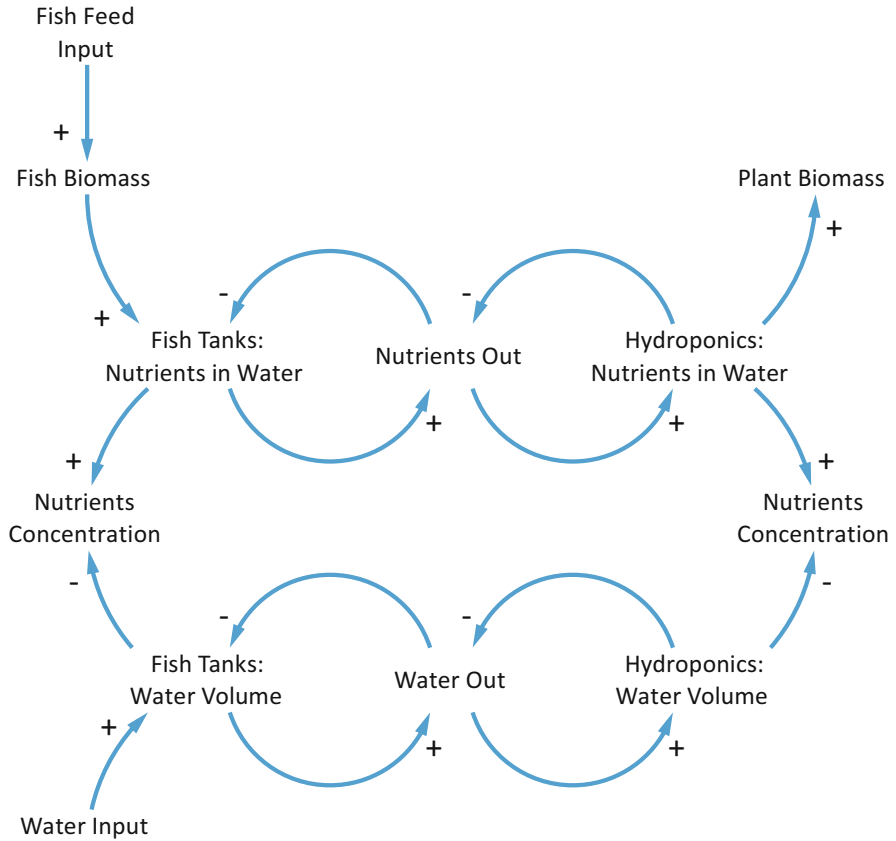 Fish Feed
Input
+
Fish Biomass
Plant Biomass
+
-
-
+
Fish Tanks:
Nutrients in Water
Nutrients Out
Hydroponics:
Nutrients in Water
+
+
+
+
Nutrients
Concentration
Nutrients
Concentration
-
-
-
-
Fish Tanks:
Water Volume
Water Out
Hydroponics:
Water Volume
+
+
+
Water Input